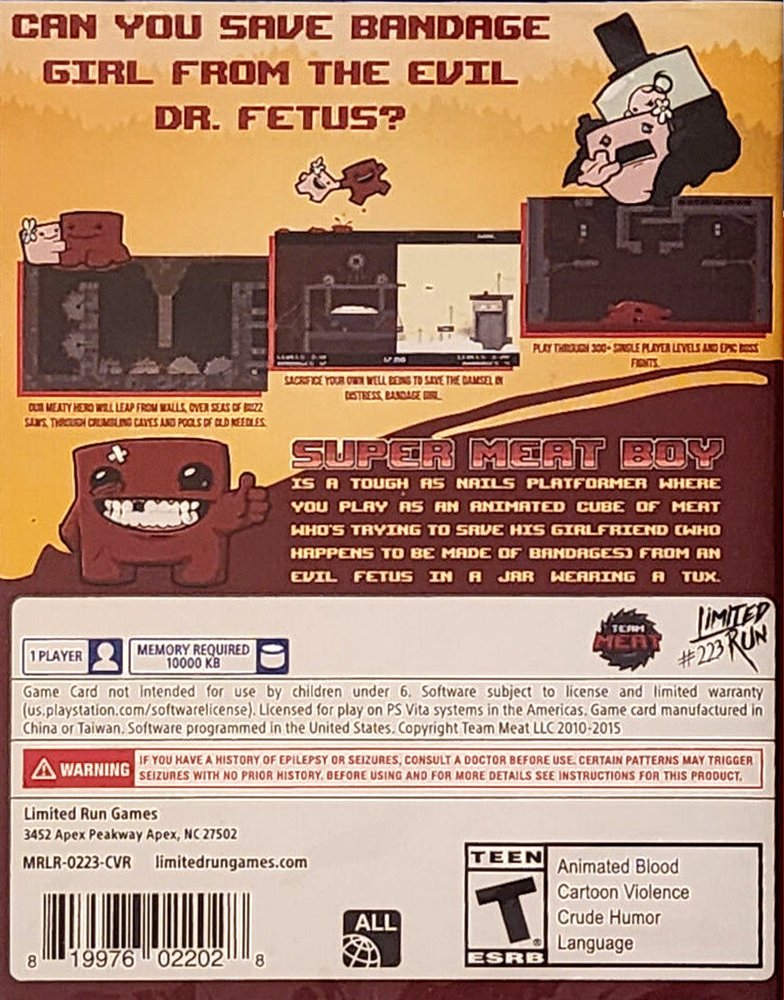 CAN YOU SAVE BANDAGE
GIRL FROM THE EVIL
DR. FETUS?
OUR MEATY HERO WILL LEAP FROM WALLS, OVER SEAS OF BUZZ
SAWS, THROUGH CRUMBLING CAVES AND POOLS OF OLD NEEDLES.
SACRIFICE YOUR OWN WELL BEING TO SAVE THE DAMSEL IN
DISTRESS, BANDAGE GIRL.
PLAY THROUGH 300+ SINGLE PLAYER LEVELS AND EPIC BOSS
FIGHTS.
SUPER MEAT BOY
IS A TOUGH AS NAILS PLATFORMER WHERE
YOU PLAY AS AN ANIMATED CUBE OF MEAT
WHO'S TRYING TO SAVE HIS GIRLFRIEND (WHO
HAPPENS TO BE MADE OF BANDAGES) FROM AN
EVIL FETUS IN A JAR WEARING A TUX.
1 PLAYER
MEMORY REQUIRED
10000 KB
TEAM
MEAT
LIMITED
RUN
#223
Game Card not intended for use by children under 6. Software subject to license and limited warranty
(us.playstation.com/softwarelicense). Licensed for play on PS Vita systems in the Americas. Game card manufactured in
China or Taiwan. Software programmed in the United States. Copyright Team Meat LLC 2010-2015
WARNING
IF YOU HAVE A HISTORY OF EPILEPSY OR SEIZURES, CONSULT A DOCTOR BEFORE USE. CERTAIN PATTERNS MAY TRIGGER
SEIZURES WITH NO PRIOR HISTORY. BEFORE USING AND FOR MORE DETAILS SEE INSTRUCTIONS FOR THIS PRODUCT.
Limited Run Games
3452 Apex Peakway Apex, NC 27502
MRLR-0223-CVR limitedrungames.com
8 19976 02202 8
ALL
TEEN
T
®
ESRB
Animated Blood
Cartoon Violence
Crude Humor
Language